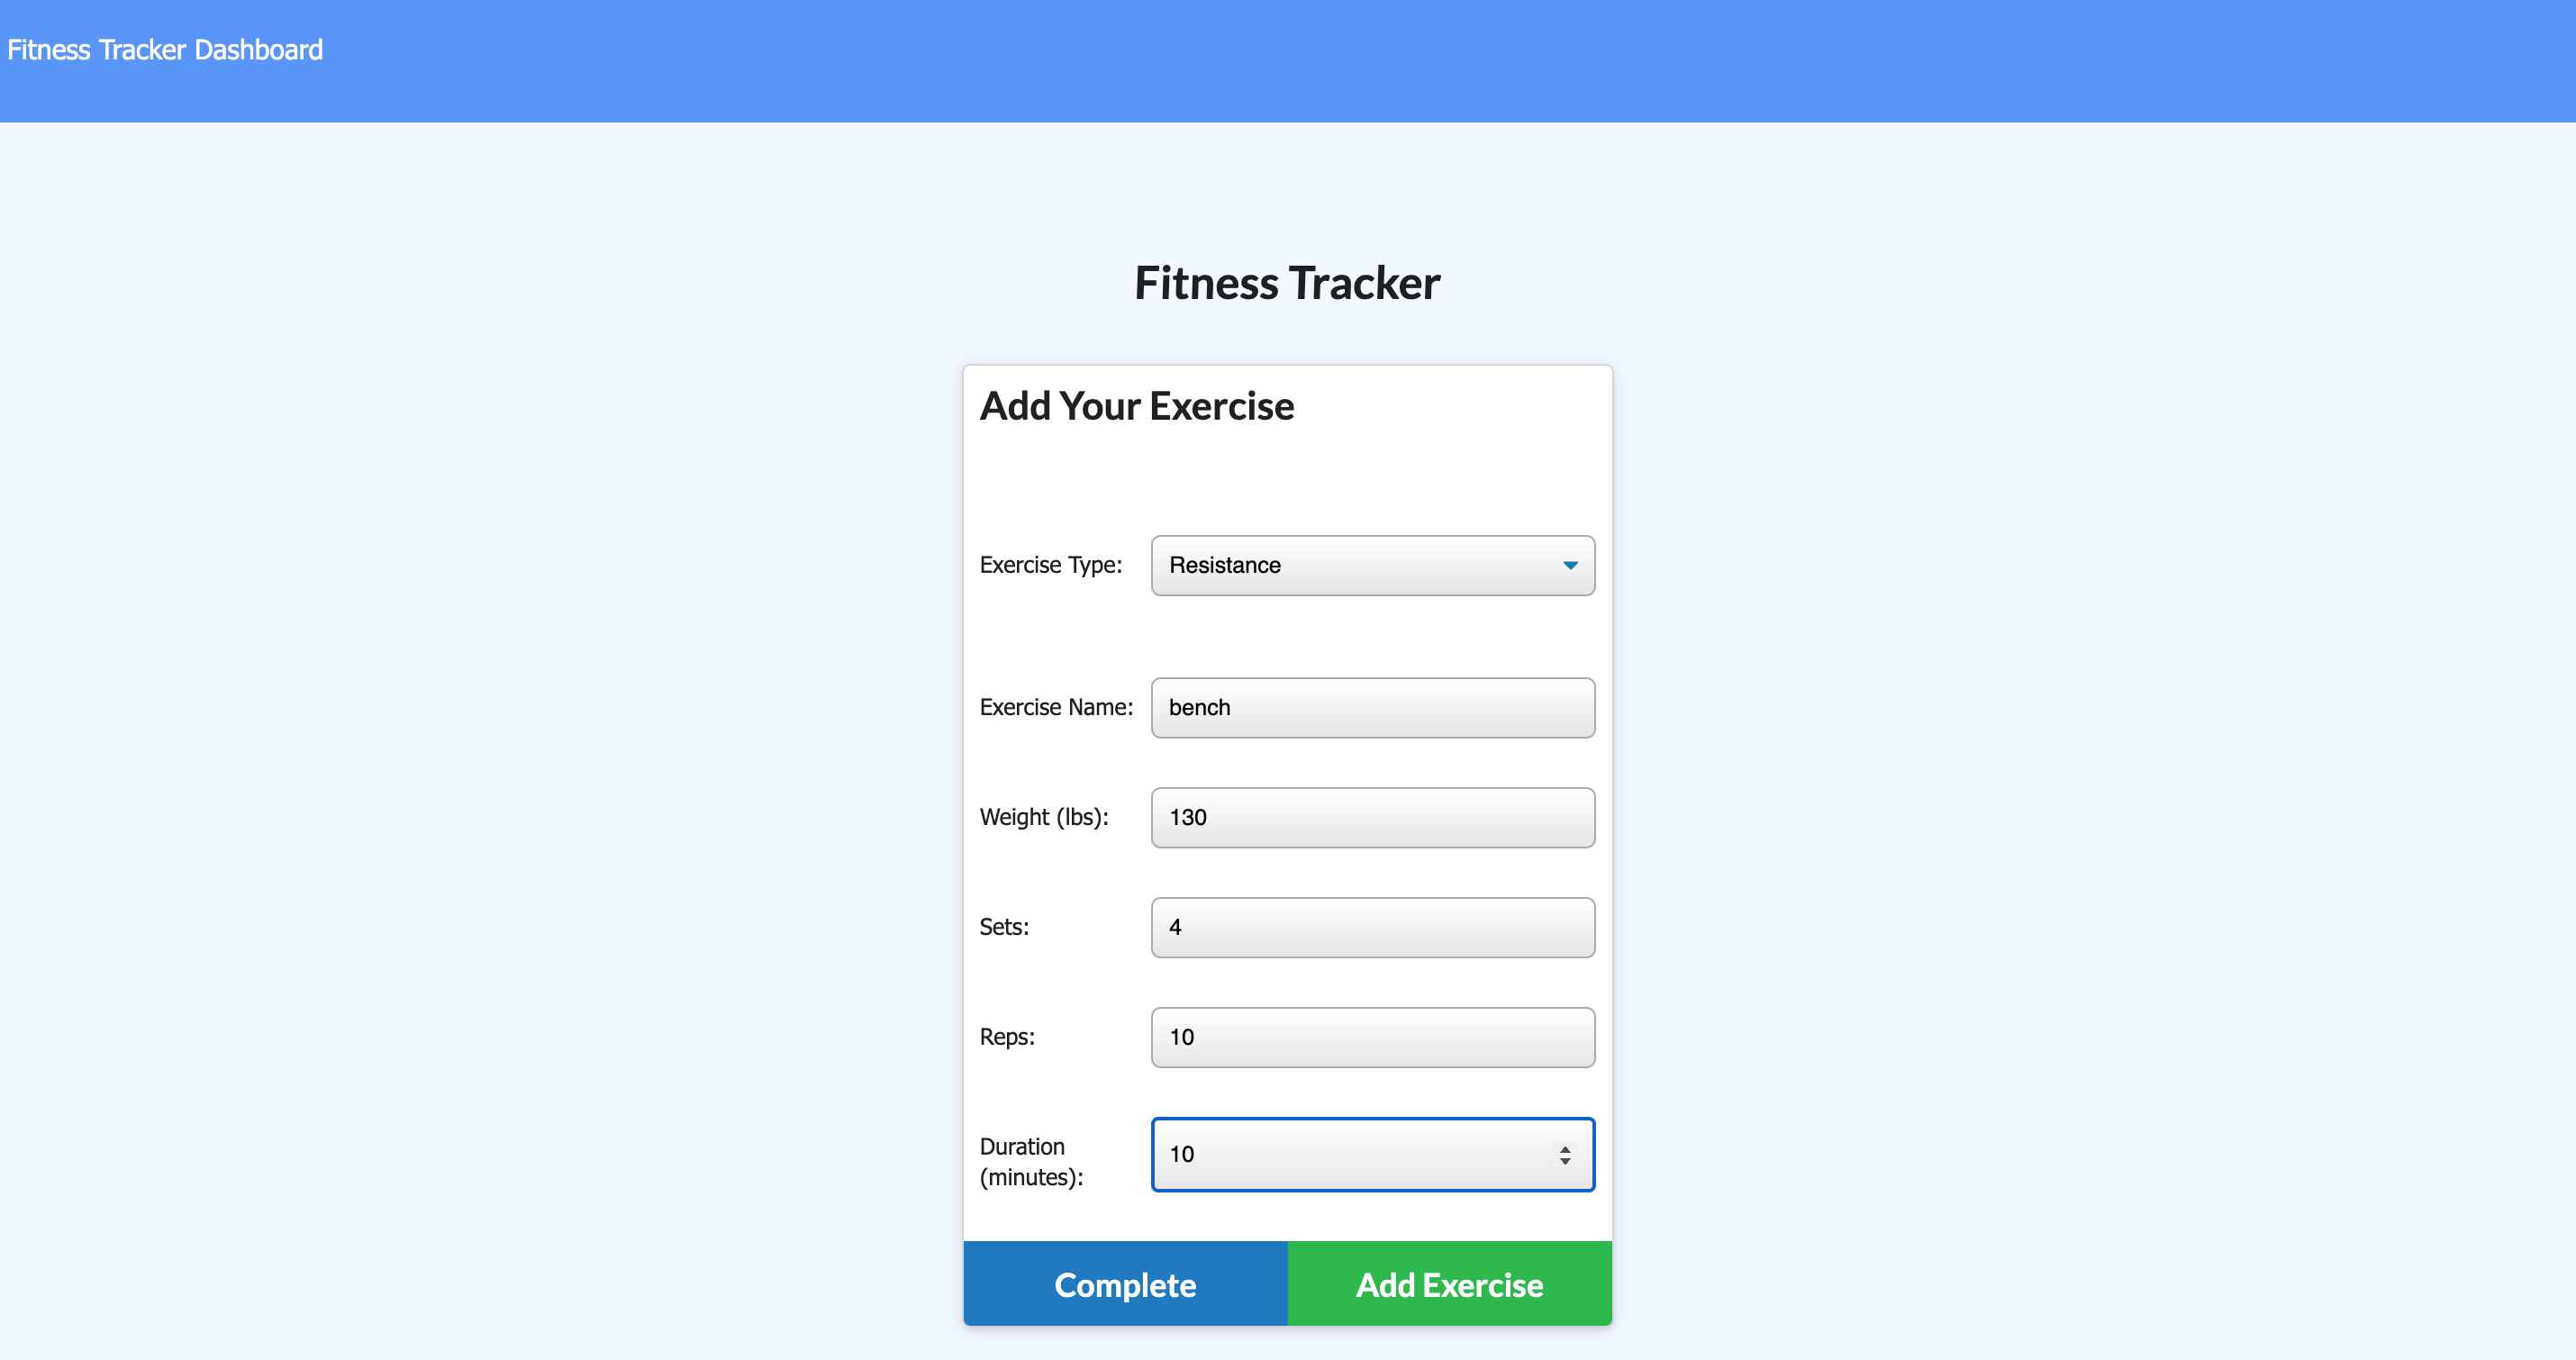 Fitness Tracker Dashboard
Fitness Tracker
Add Your Exercise
Exercise Type: Resistance
Exercise Name: bench
Weight (lbs): 130
Sets: 4
Reps: 10
Duration (minutes): 10
Complete Add Exercise